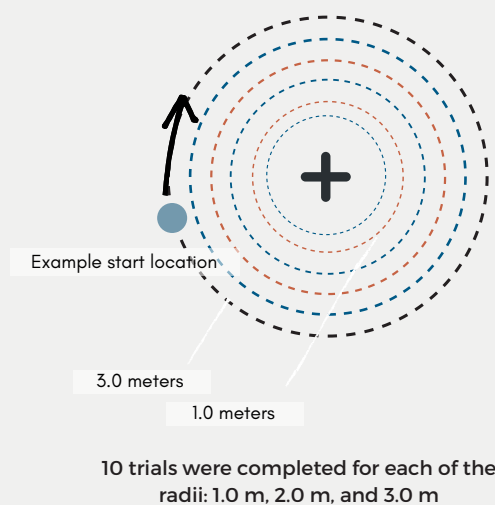 Example start location
3.0 meters
1.0 meters
10 trials were completed for each of the
radii: 1.0 m, 2.0 m, and 3.0 m